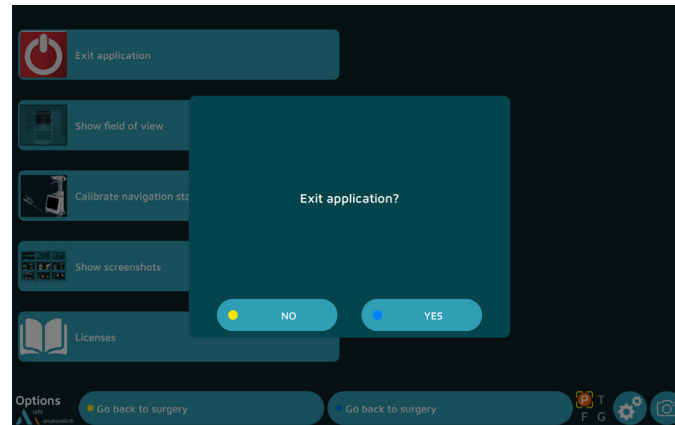 Exit application
Show field of view
Calibrate navigation sta
Show screenshots
Licenses
Exit application?
NO
YES
Options
left
anatomic®
Go back to surgery
Go back to surgery
P T
F G